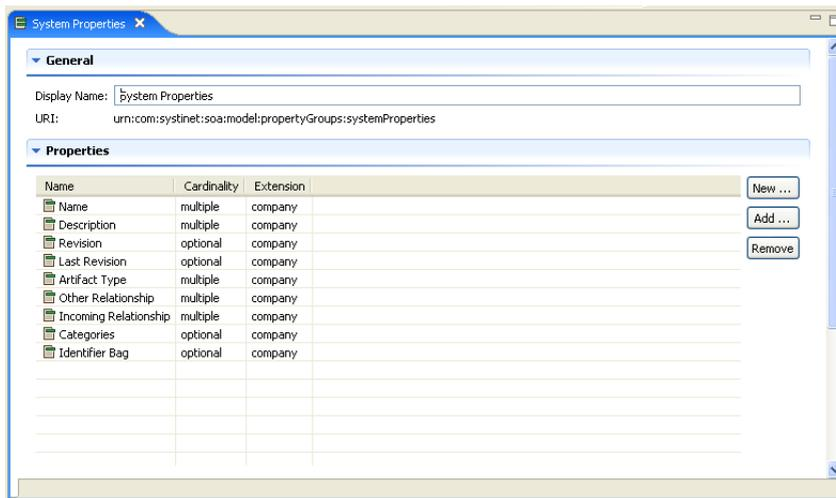 System Properties
General
Display Name: System Properties
URI: urn:com:systinet:soa:model:propertyGroups:systemProperties
Properties
Name Cardinality Extension
Name multiple company
Description multiple company
Revision optional company
Last Revision optional company
Artifact Type multiple company
Other Relationship multiple company
Incoming Relationship multiple company
Categories optional company
Identifier Bag optional company
New ...
Add ...
Remove